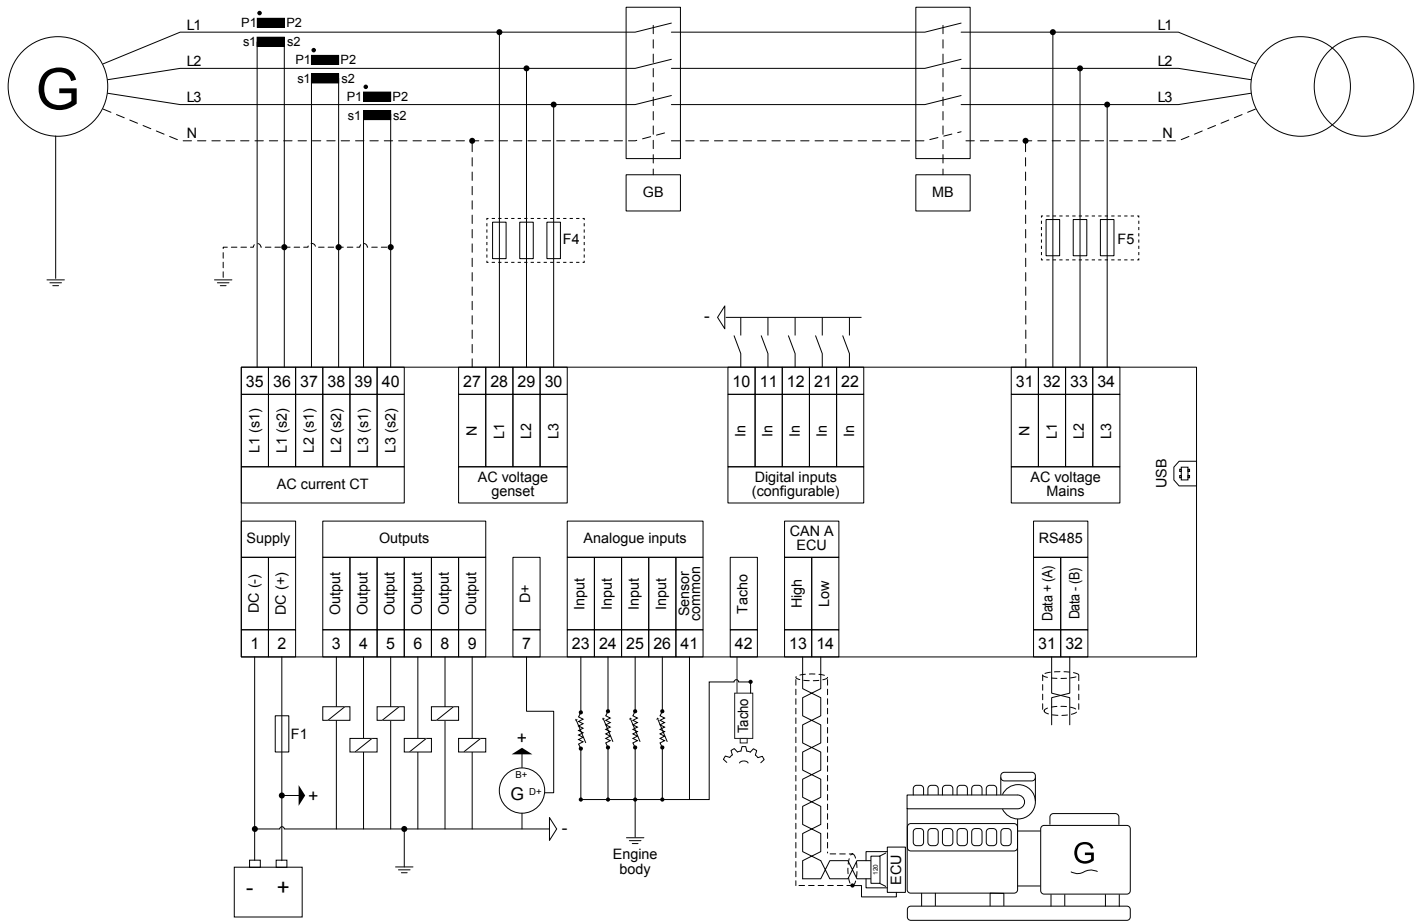 P1 P2
L1
L1
s1 s2
P1 P2
L2
L2
s1 s2
G
P1 P2
L3
L3
s1 s2
N
N
GB
MB
F4
F5
-
35 36 37 38 39 40
27 28 29 30
10 11 12 21 22
31 32 33 34
L1 (s1)
L1 (s2)
L2 (s1)
L2 (s2)
L3 (s1)
L3 (s2)
N
L1
L2
L3
In
In
In
In
In
N
L1
L2
L3
AC current CT
AC voltage
genset
Digital inputs
(configurable)
AC voltage
Mains
USB
Supply
Outputs
Analogue inputs
CAN A
ECU
RS485
DC (-)
DC (+)
Output
Output
Output
Output
Output
Output
D+
Input
Input
Input
Input
Sensor
common
Tacho
High
Low
Data + (A)
Data - (B)
1 2
3 4 5 6 8 9
7
23 24 25 26 41
42
13 14
31 32
F1
+
+
B+
G D+
-
Tacho
Engine
body
- +
120
ECU
G